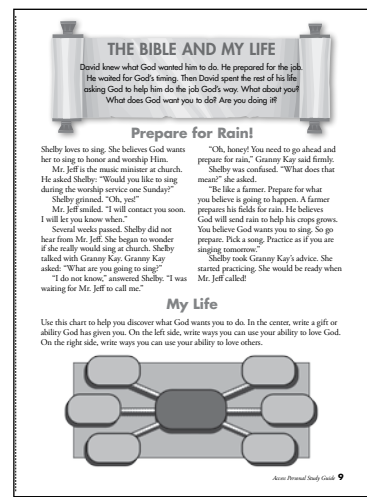 THE BIBLE AND MY LIFE
David knew what God wanted him to do. He prepared for the job.
He waited for God's timing. Then David spent the rest of his life
asking God to help him do the job God's way. What about you?
What does God want you to do? Are you doing it?
Prepare for Rain!
Shelby loves to sing. She believes God wants
her to sing to honor and worship Him.
Mr. Jeff is the music minister at church.
He asked Shelby: "Would you like to sing
during the worship service one Sunday?"
Shelby grinned. "Oh, yes!"
Mr. Jeff smiled. "I will contact you soon.
I will let you know when."
Several weeks passed. Shelby did not
hear from Mr. Jeff. She began to wonder
if she really would sing at church. Shelby
talked with Granny Kay. Granny Kay
asked: "What are you going to sing?"
"I do not know," answered Shelby. "I was
waiting for Mr. Jeff to call me."
"Oh, honey! You need to go ahead and
prepare for rain," Granny Kay said firmly.
Shelby was confused. "What does that
mean?" she asked.
"Be like a farmer. Prepare for what
you believe is going to happen. A farmer
prepares his fields for rain. He believes
God will send rain to help his crops grows.
You believe God wants you to sing. So go
prepare. Pick a song. Practice as if you are
singing tomorrow."
Shelby took Granny Kay's advice. She
started practicing. She would be ready when
Mr. Jeff called!
My Life
Use this chart to help you discover what God wants you to do. In the center, write a gift or
ability God has given you. On the left side, write ways you can use your ability to love God.
On the right side, write ways you can use your ability to love others.
Access Personal Study Guide 9